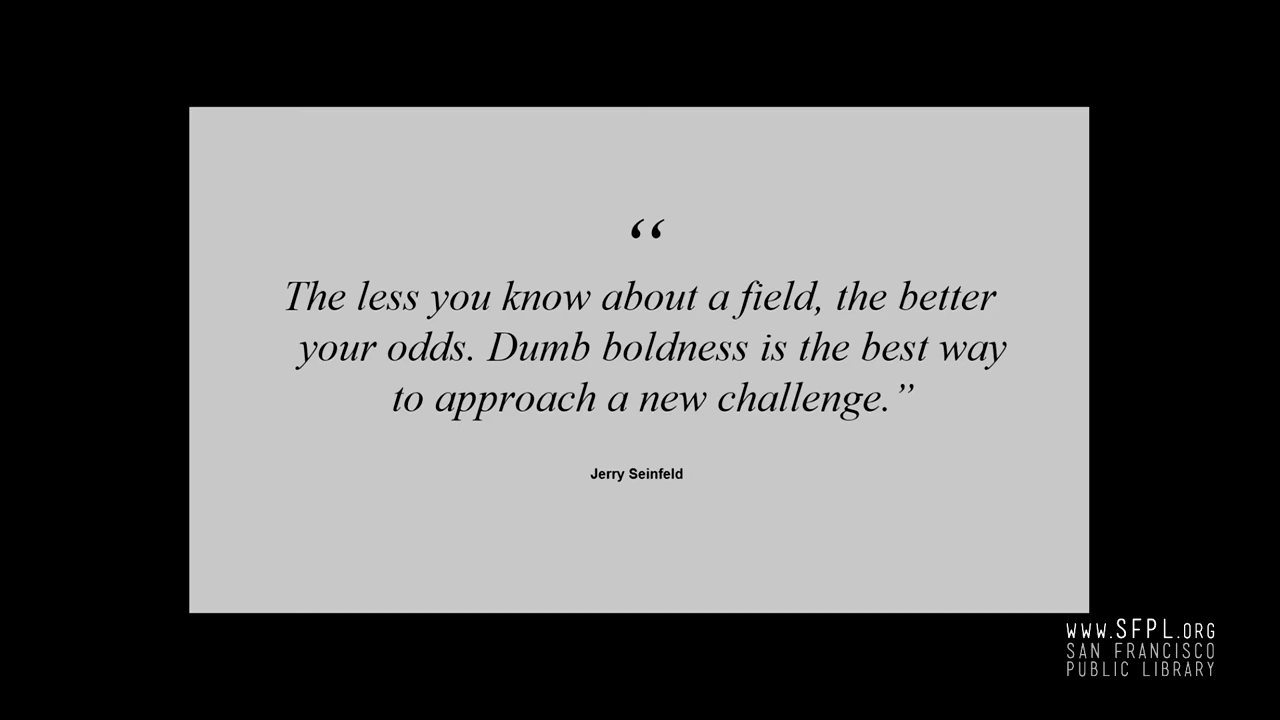 “
The less you know about a field, the better
your odds. Dumb boldness is the best way
to approach a new challenge.”
Jerry Seinfeld
WWW.SFPL.ORG
SAN FRANCISCO
PUBLIC LIBRARY